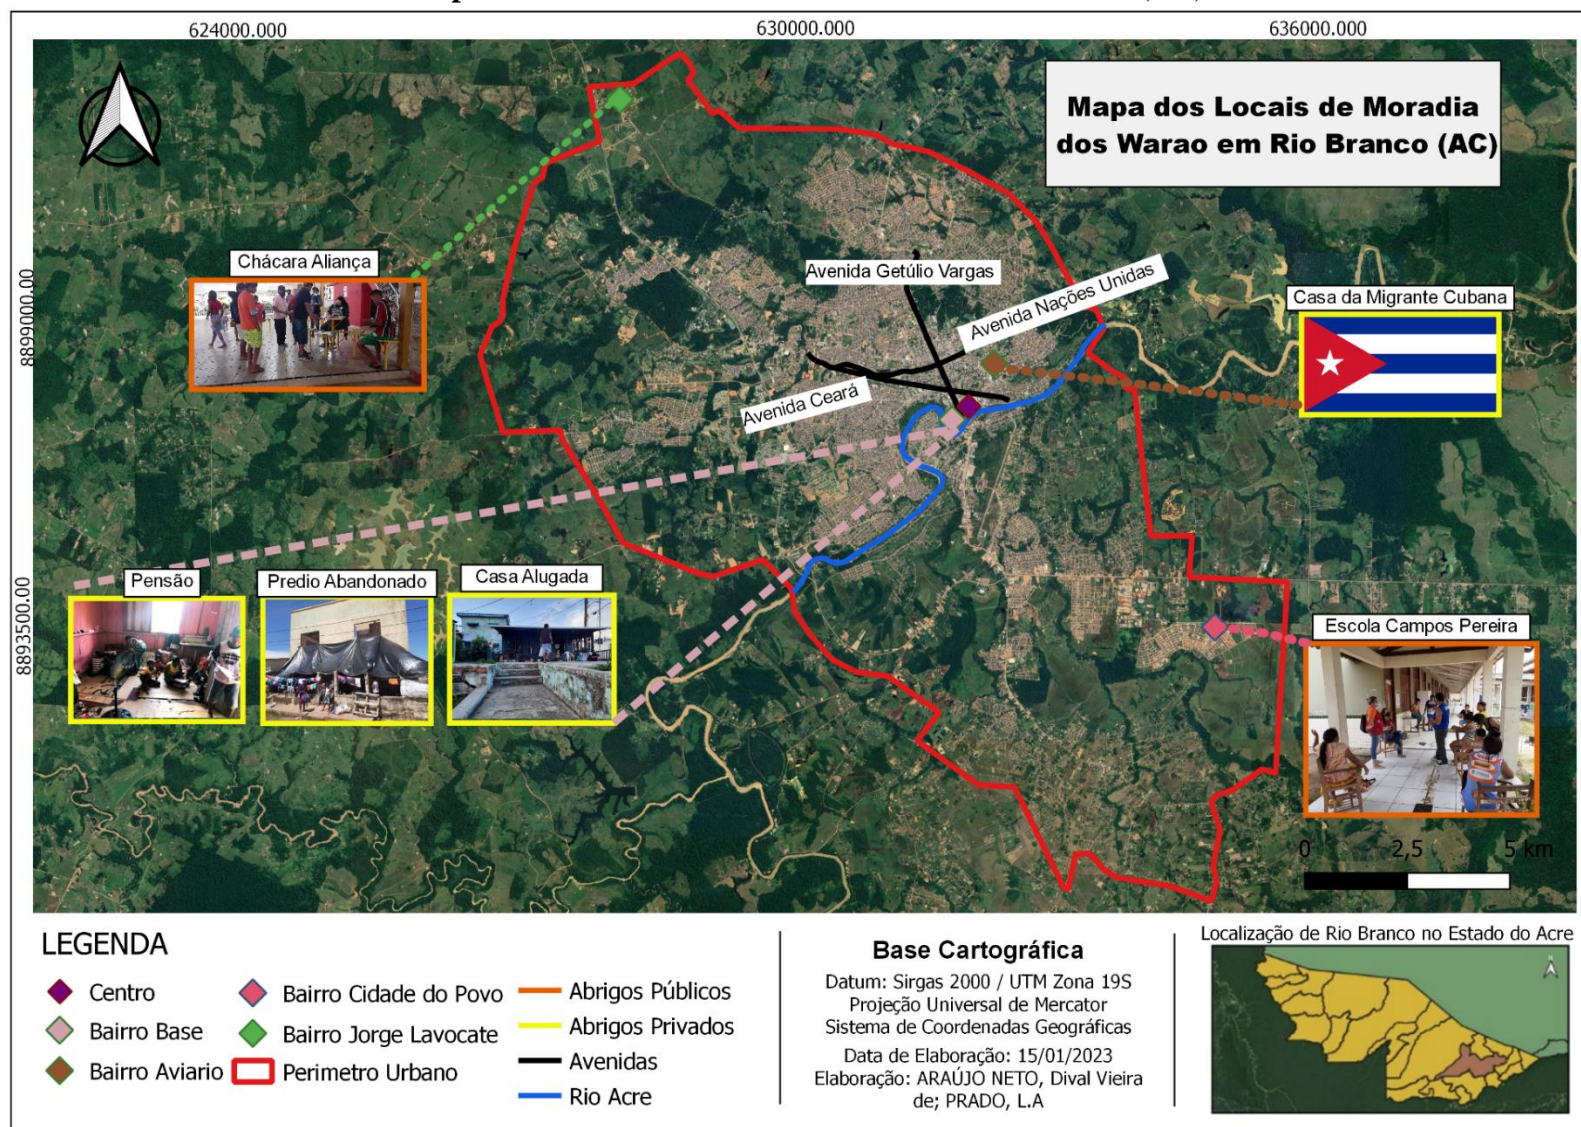 624000.000
630000.000
636000.000
Mapa dos Locais de Moradia
dos Warao em Rio Branco (AC)
8899000.00
8893500.00
Chácara Aliança
Avenida Getúlio Vargas
Avenida Nações Unidas
Casa da Migrante Cubana
Avenida Ceará
Pensão
Predio Abandonado
Casa Alugada
Escola Campos Pereira
0 2,5 5 km
LEGENDA
Centro
Bairro Base
Bairro Aviario
Bairro Cidade do Povo
Bairro Jorge Lavocate
Perimetro Urbano
Abrigos Públicos
Abrigos Privados
Avenidas
Rio Acre
Base Cartográfica
Datum: Sirgas 2000 / UTM Zona 19S
Projeção Universal de Mercator
Sistema de Coordenadas Geográficas
Data de Elaboração: 15/01/2023
Elaboração: ARAÚJO NETO, Dival Vieira
de; PRADO, L.A
Localização de Rio Branco no Estado do Acre